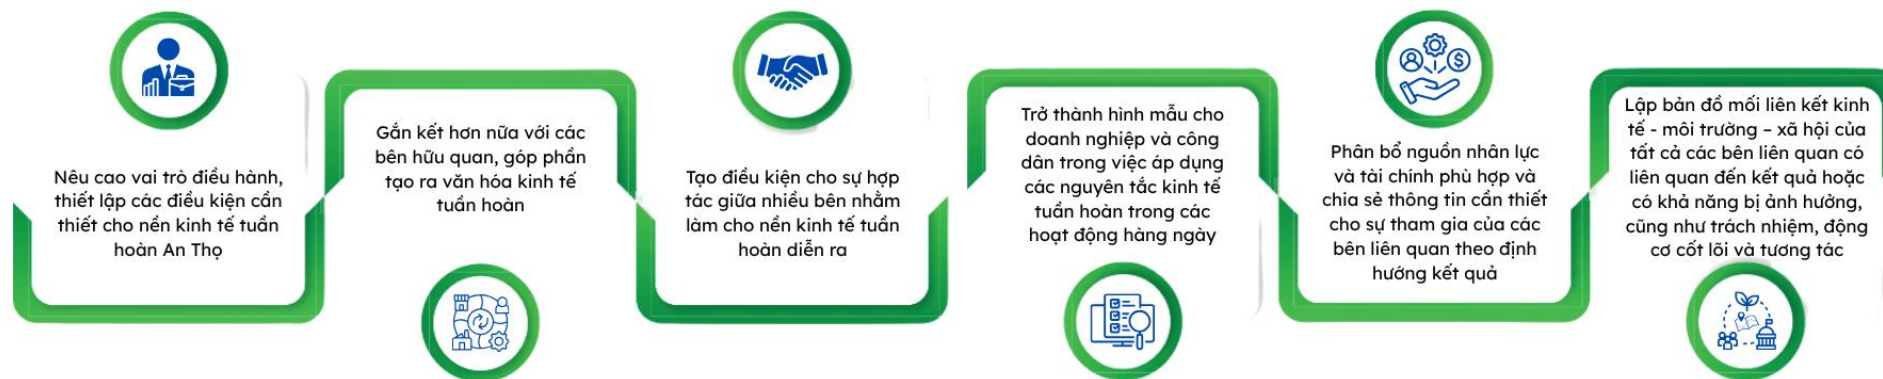 Nêu cao vai trò điều hành,
thiết lập các điều kiện cần
thiết cho nền kinh tế tuần
hoàn An Thọ
Gắn kết hơn nữa với các
bên hữu quan, góp phần
tạo ra văn hóa kinh tế
tuần hoàn
Tạo điều kiện cho sự hợp
tác giữa nhiều bên nhằm
làm cho nền kinh tế tuần
hoàn diễn ra
Trở thành hình mẫu cho
doanh nghiệp và công
dân trong việc áp dụng
các nguyên tắc kinh tế
tuần hoàn trong các
hoạt động hàng ngày
Phân bổ nguồn nhân lực
và tài chính phù hợp và
chia sẻ thông tin cần thiết
cho sự tham gia của các
bên liên quan theo định
hướng kết quả
Lập bản đồ mối liên kết kinh
tế - môi trường – xã hội của
tất cả các bên liên quan có
liên quan đến kết quả hoặc
có khả năng bị ảnh hưởng,
cũng như trách nhiệm, động
cơ cốt lõi và tương tác